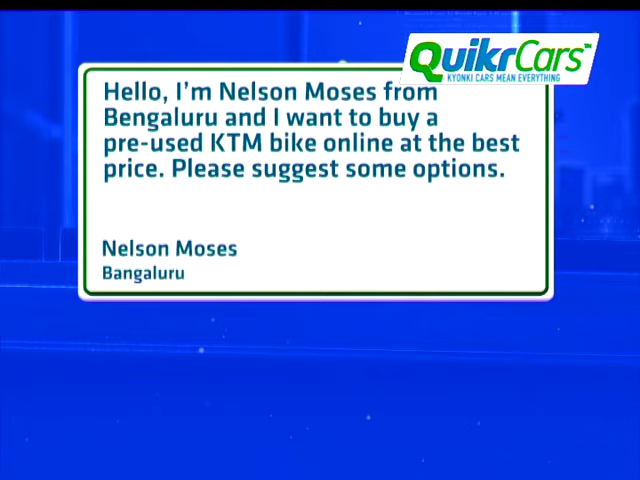 QuikrCars™
KYONKI CARS MEAN EVERYTHING
Hello, I'm Nelson Moses from
Bengaluru and I want to buy a
pre-used KTM bike online at the best
price. Please suggest some options.
Nelson Moses
Bangaluru